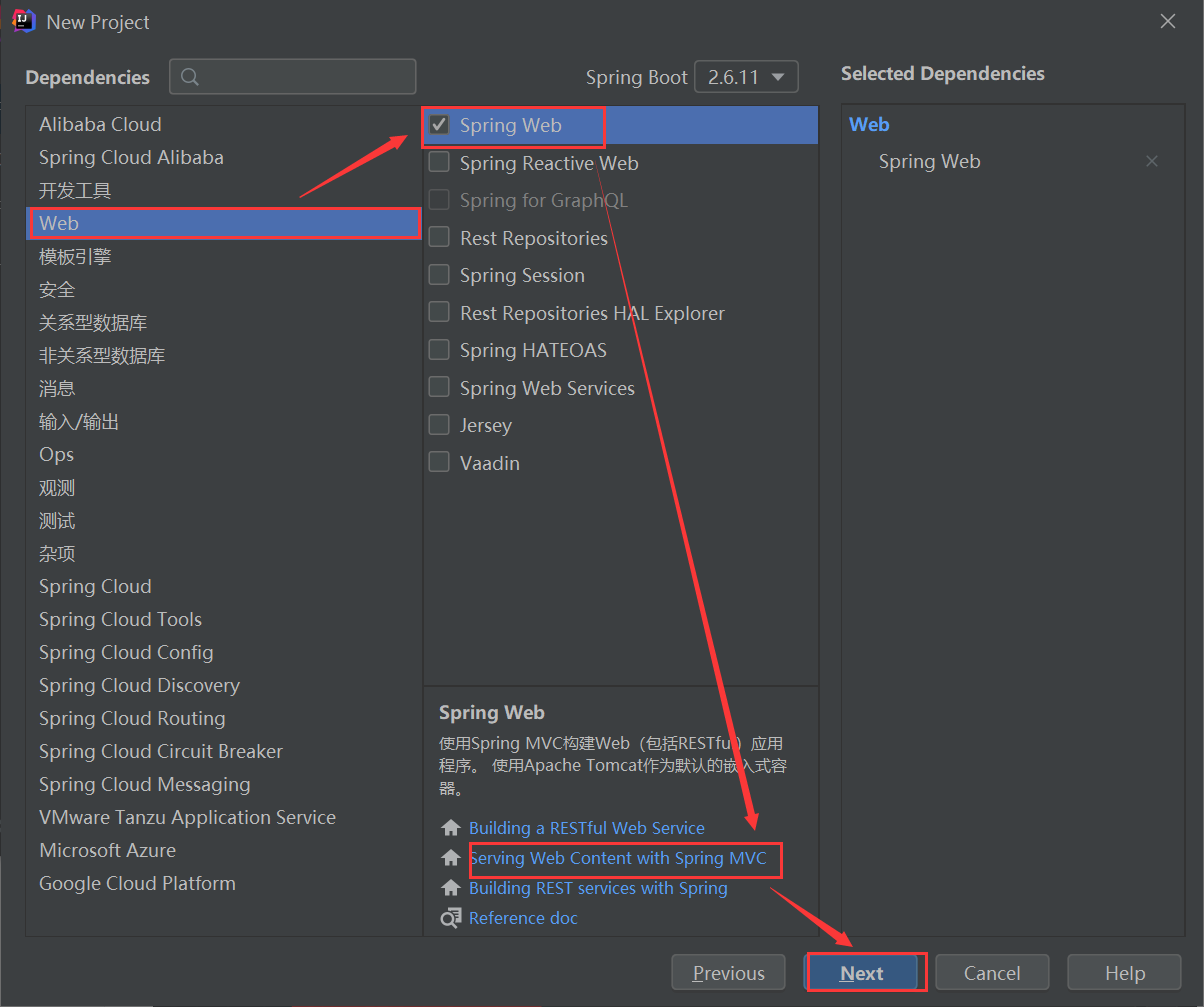 New Project
Dependencies
Spring Boot 2.6.11
Selected Dependencies
Alibaba Cloud
Spring Cloud Alibaba
开发工具
Web
模板引擎
安全
关系型数据库
非关系型数据库
消息
输入/输出
Ops
观测
测试
杂项
Spring Cloud
Spring Cloud Tools
Spring Cloud Config
Spring Cloud Discovery
Spring Cloud Routing
Spring Cloud Circuit Breaker
Spring Cloud Messaging
VMware Tanzu Application Service
Microsoft Azure
Google Cloud Platform
Spring Web
Spring Reactive Web
Spring for GraphQL
Rest Repositories
Spring Session
Rest Repositories HAL Explorer
Spring HATEOAS
Spring Web Services
Jersey
Vaadin
Spring Web
使用Spring MVC构建Web（包括RESTful）应用
程序。 使用Apache Tomcat作为默认的嵌入式容
器。
Building a RESTful Web Service
Serving Web Content with Spring MVC
Building REST services with Spring
Reference doc
Web
Spring Web
Previous
Next
Cancel
Help